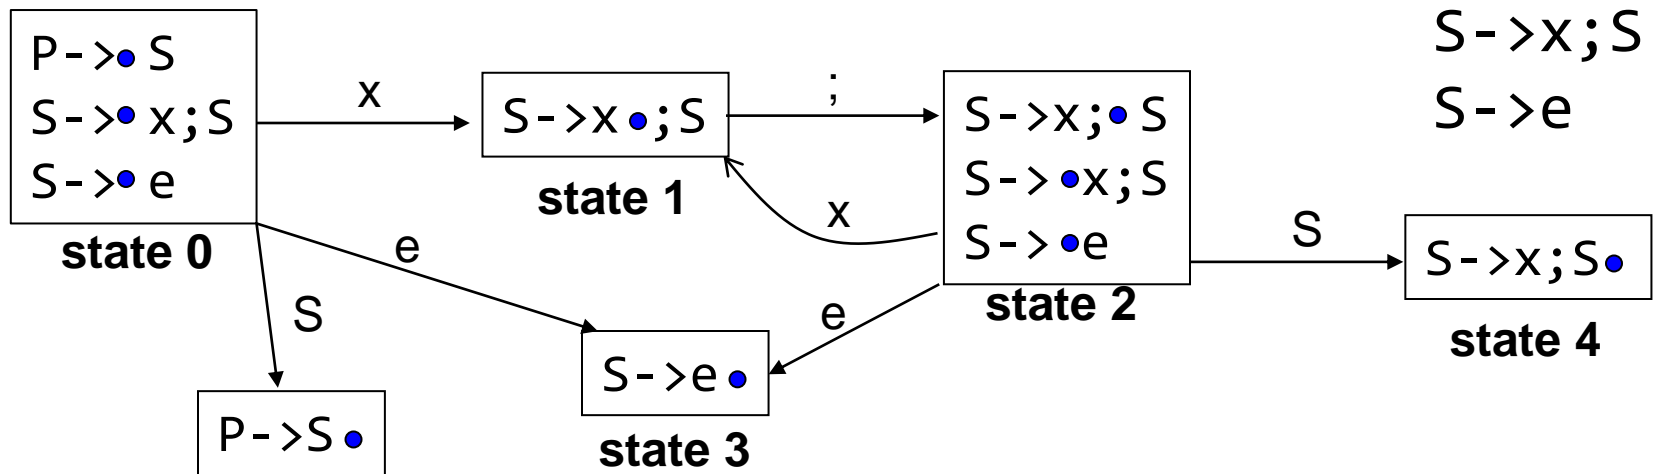 P->• S
S->• x;S
S->• e
state 0
x
S->x•;S
state 1
;
x
S->x;• S
S-> •x;S
S-> •e
state 2
S
S->x;S•
state 4
S->x;S
S->e
e
S
e
S->e•
state 3
P->S•